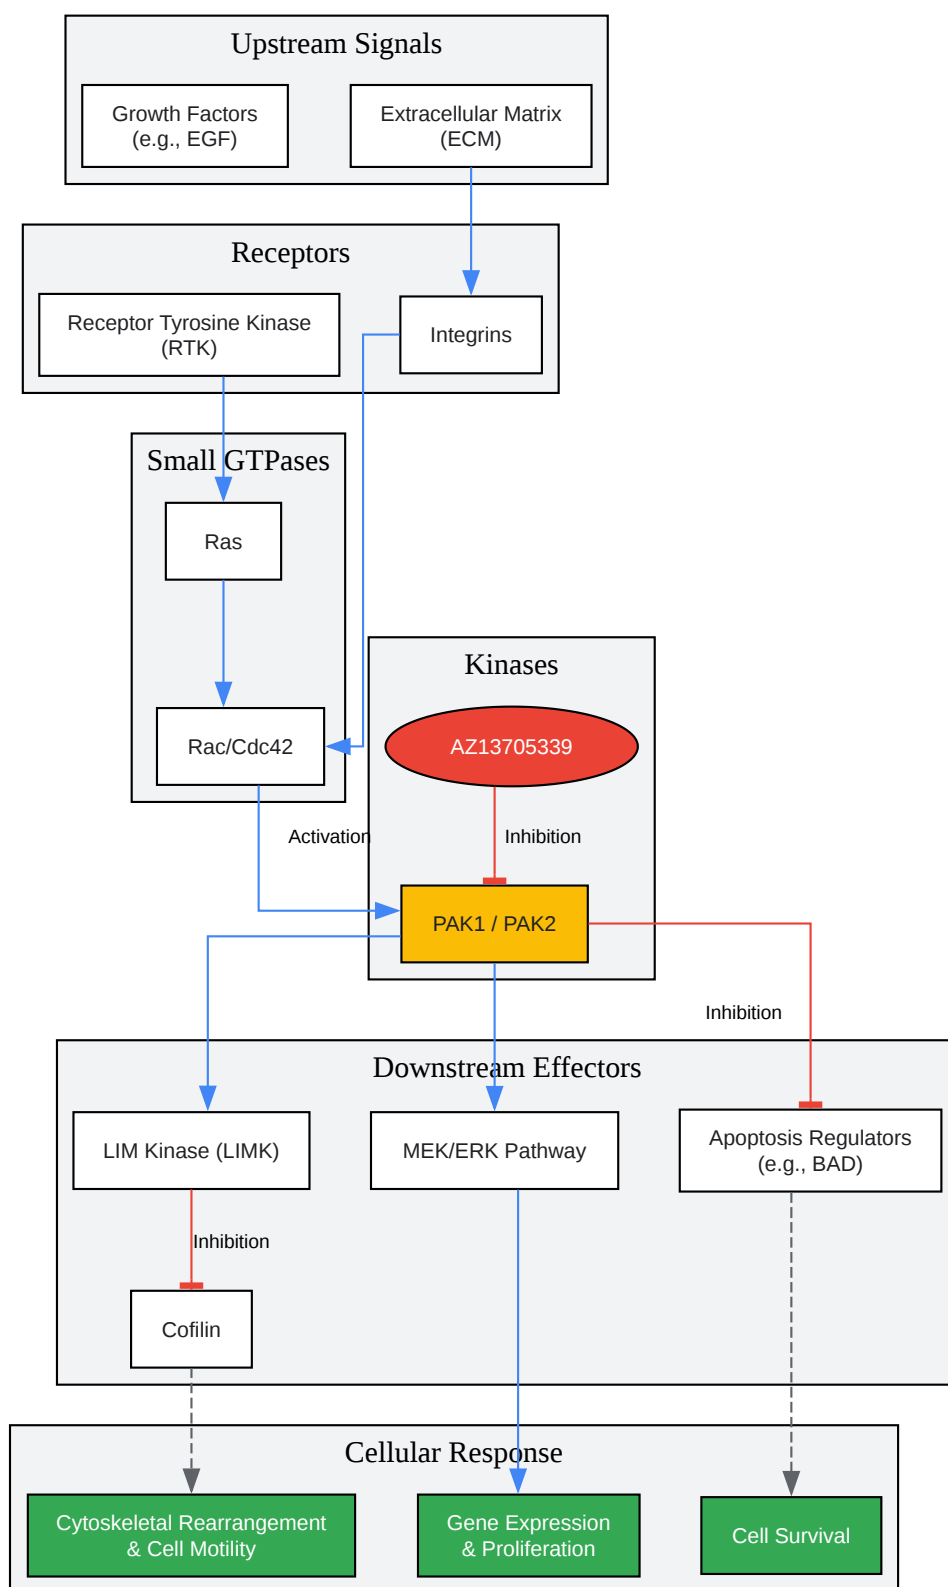 Upstream Signals
Growth Factors
(e.g., EGF)
Extracellular Matrix
(ECM)
Receptors
Receptor Tyrosine Kinase
(RTK)
Integrins
Small GTPases
Ras
Kinases
Rac/Cdc42
AZ13705339
Activation
Inhibition
PAK1 / PAK2
Inhibition
Downstream Effectors
LIM Kinase (LIMK)
MEK/ERK Pathway
Apoptosis Regulators
(e.g., BAD)
Inhibition
Cofilin
Cellular Response
Cytoskeletal Rearrangement
& Cell Motility
Gene Expression
& Proliferation
Cell Survival